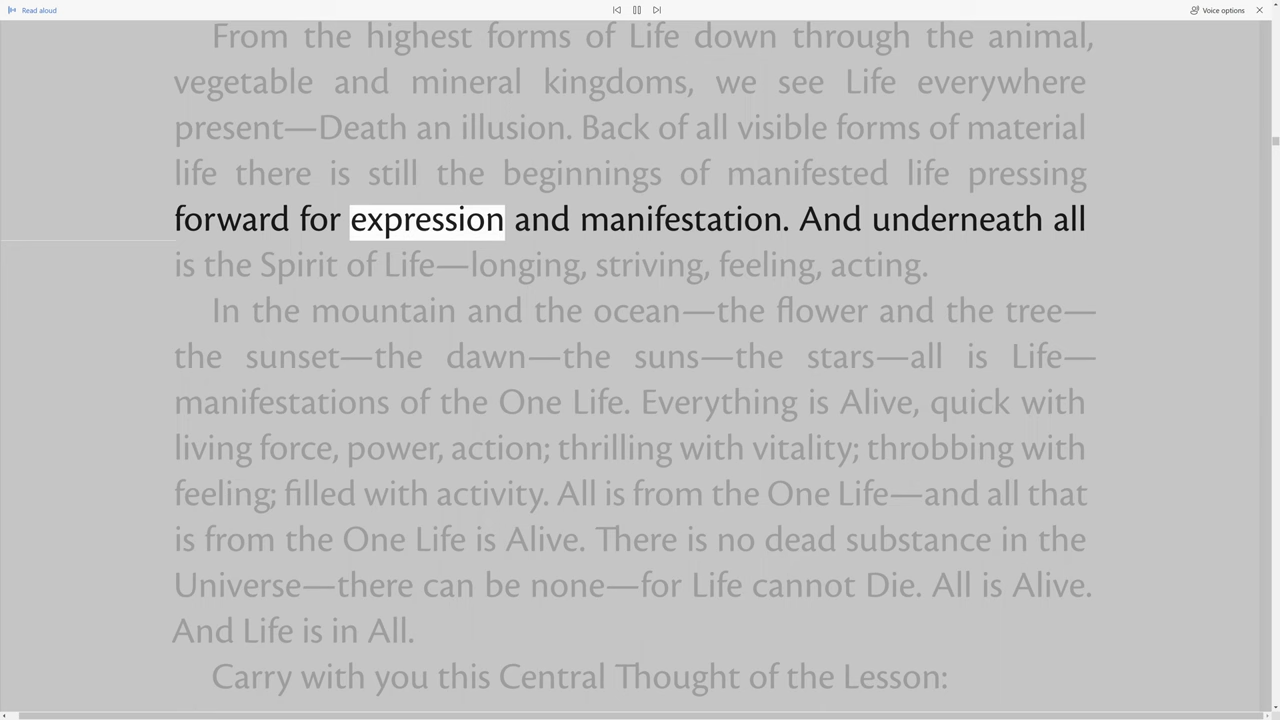 Read aloud
Voice options
From the highest forms of Life down through the animal,
vegetable and mineral kingdoms, we see Life everywhere
present—Death an illusion. Back of all visible forms of material
life there is still the beginnings of manifested life pressing
forward for expression and manifestation. And underneath all
is the Spirit of Life—longing, striving, feeling, acting.
In the mountain and the ocean—the flower and the tree—
the sunset—the dawn—the suns—the stars—all is Life—
manifestations of the One Life. Everything is Alive, quick with
living force, power, action; thrilling with vitality; throbbing with
feeling; filled with activity. All is from the One Life—and all that
is from the One Life is Alive. There is no dead substance in the
Universe—there can be none—for Life cannot Die. All is Alive.
And Life is in All.
Carry with you this Central Thought of the Lesson: